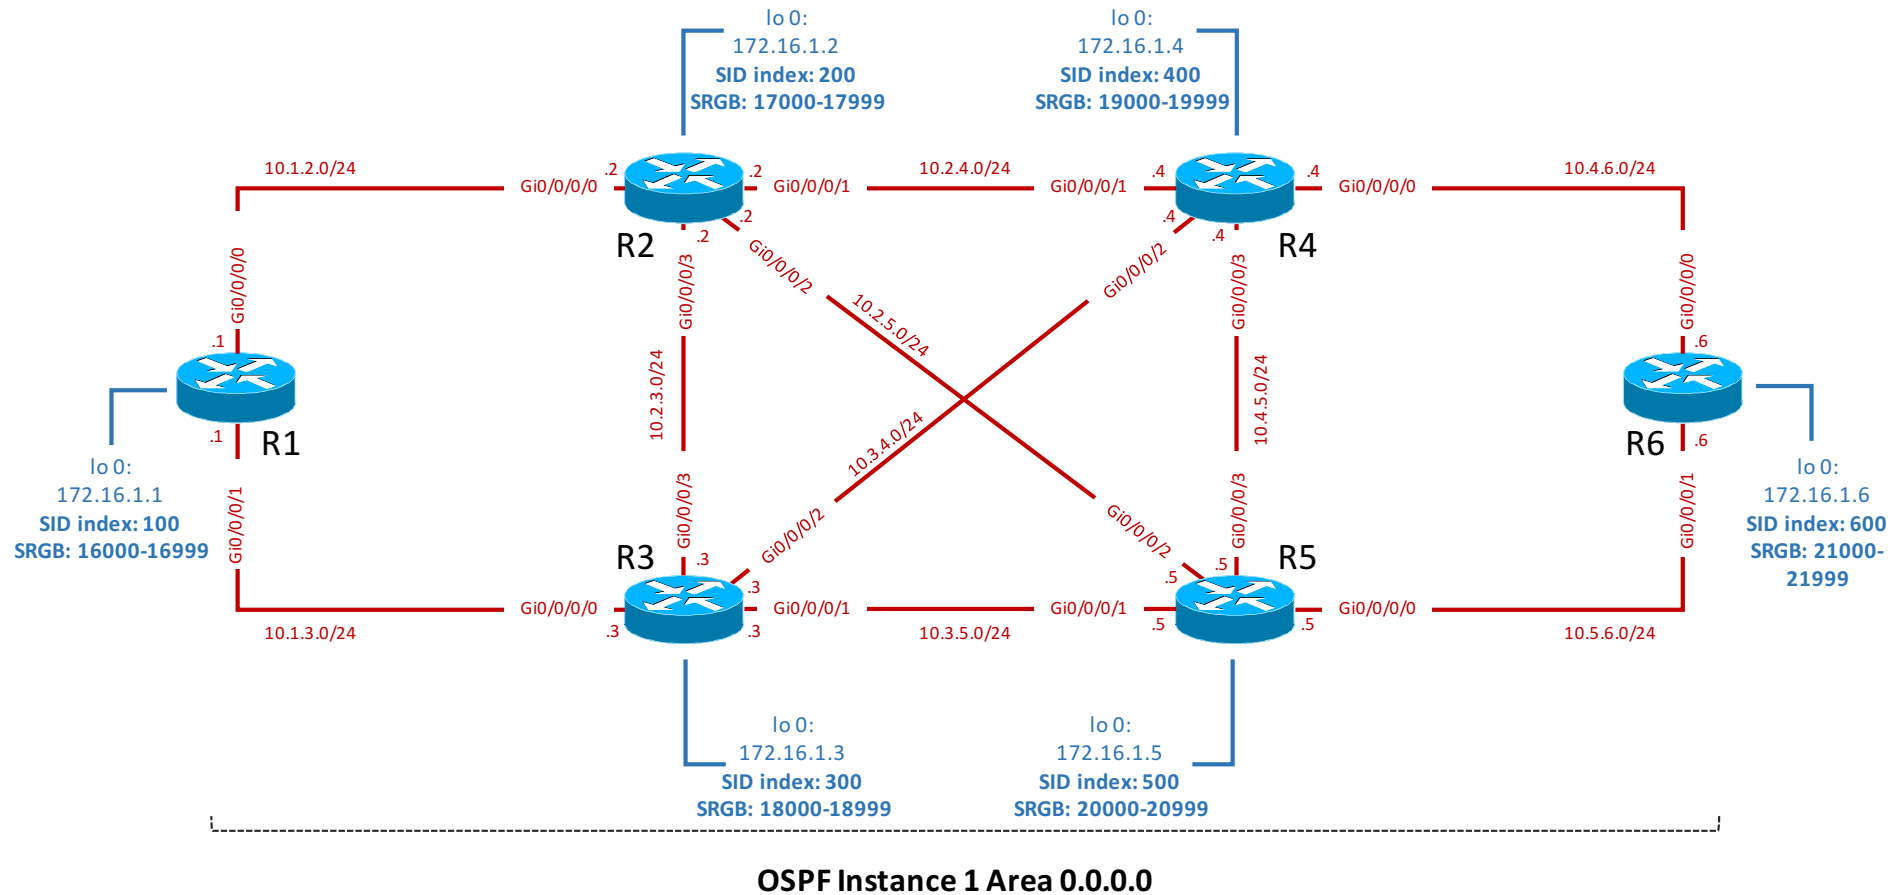 lo 0:
172.16.1.2
SID index: 200
SRGB: 17000-17999
lo 0:
172.16.1.4
SID index: 400
SRGB: 19000-19999
10.1.2.0/24
.2
Gi0/0/0/0
.2
Gi0/0/0/1
10.2.4.0/24
Gi0/0/0/1
.4
.4
Gi0/0/0/0
10.4.6.0/24
.2
.2
R2
.4
.4
R4
Gi0/0/0/0
Gi0/0/0/3
Gi0/0/0/2
Gi0/0/0/2
Gi0/0/0/3
Gi0/0/0/0
10.2.5.0/24
.1
.6
10.2.3.0/24
10.4.5.0/24
10.3.4.0/24
.1
R1
R6
.6
lo 0:
172.16.1.1
SID index: 100
SRGB: 16000-16999
Gi0/0/0/1
Gi0/0/0/3
Gi0/0/0/2
Gi0/0/0/2
Gi0/0/0/3
Gi0/0/0/1
lo 0:
172.16.1.6
SID index: 600
SRGB: 21000-
21999
R3
.3
.3
.5
.5
R5
Gi0/0/0/0
.3
.3
Gi0/0/0/1
10.3.5.0/24
Gi0/0/0/1
.5
.5
Gi0/0/0/0
10.1.3.0/24
10.5.6.0/24
lo 0:
172.16.1.3
SID index: 300
SRGB: 18000-18999
lo 0:
172.16.1.5
SID index: 500
SRGB: 20000-20999
OSPF Instance 1 Area 0.0.0.0